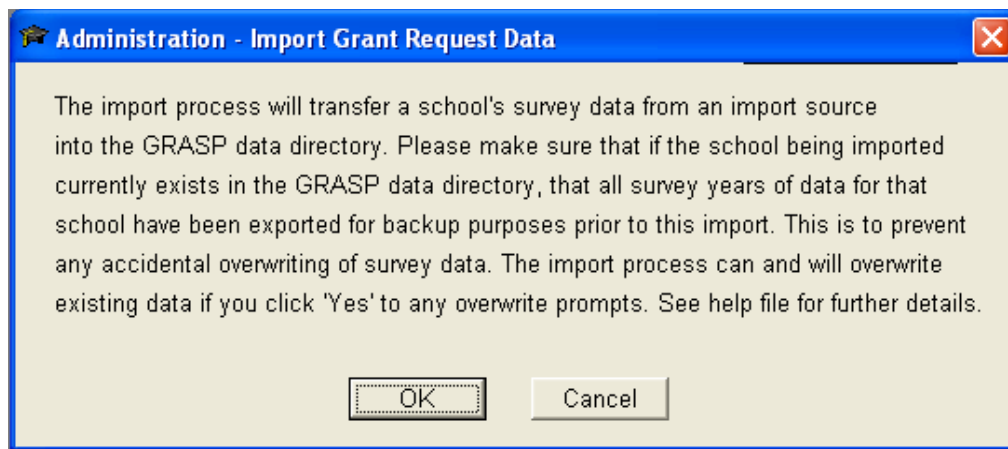 Administration - Import Grant Request Data
The import process will transfer a school's survey data from an import source
into the GRASP data directory. Please make sure that if the school being imported
currently exists in the GRASP data directory, that all survey years of data for that
school have been exported for backup purposes prior to this import. This is to prevent
any accidental overwriting of survey data. The import process can and will overwrite
existing data if you click 'Yes' to any overwrite prompts. See help file for further details.
OK Cancel